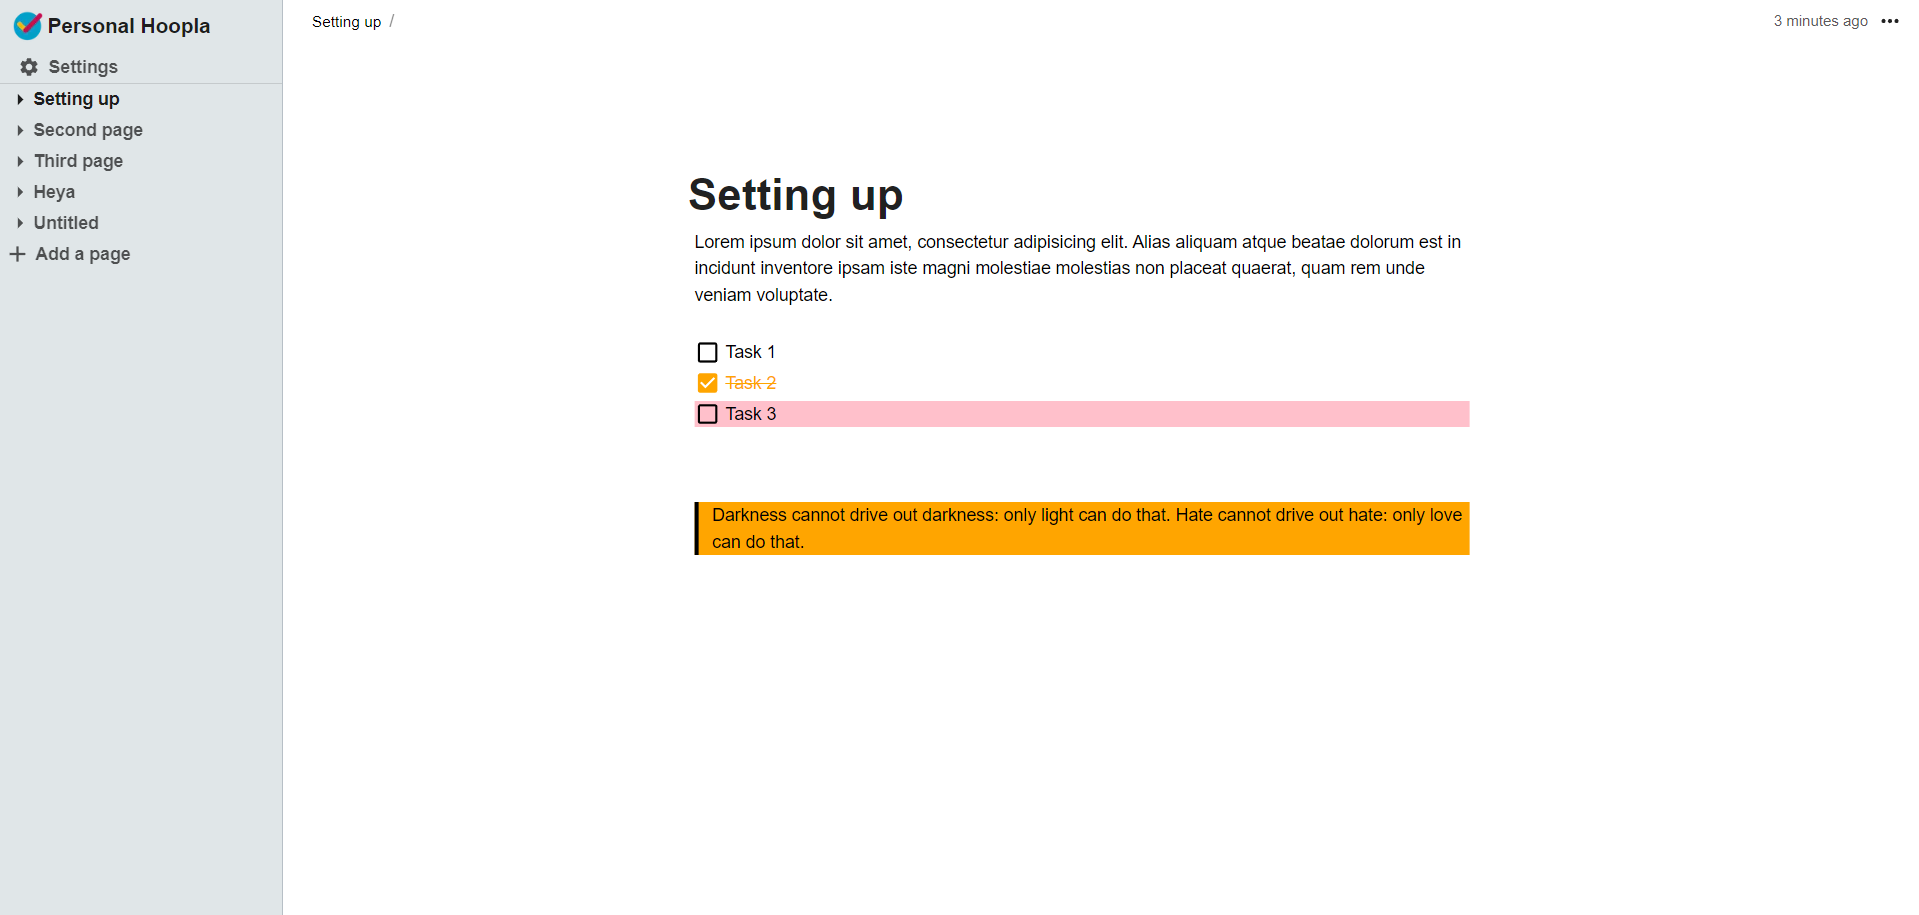 Personal Hoopla
Settings
Setting up
Second page
Third page
Heya
Untitled
Add a page
Setting up /
3 minutes ago
Setting up
Lorem ipsum dolor sit amet, consectetur adipisicing elit. Alias aliquam atque beatae dolorum est in
incidunt inventore ipsam iste magni molestiae molestias non placeat quaerat, quam rem unde
veniam voluptate.
Task 1
Task 2
Task 3
Darkness cannot drive out darkness: only light can do that. Hate cannot drive out hate: only love
can do that.